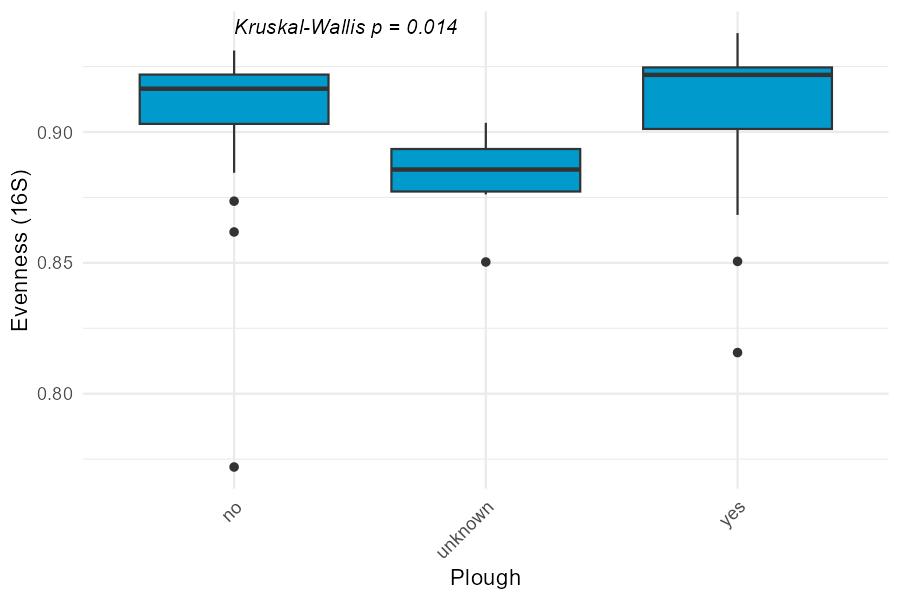 Kruskal-Wallis p = 0.014
Evenness (16S)
0.90
0.85
0.80
no
unknown
yes
Plough